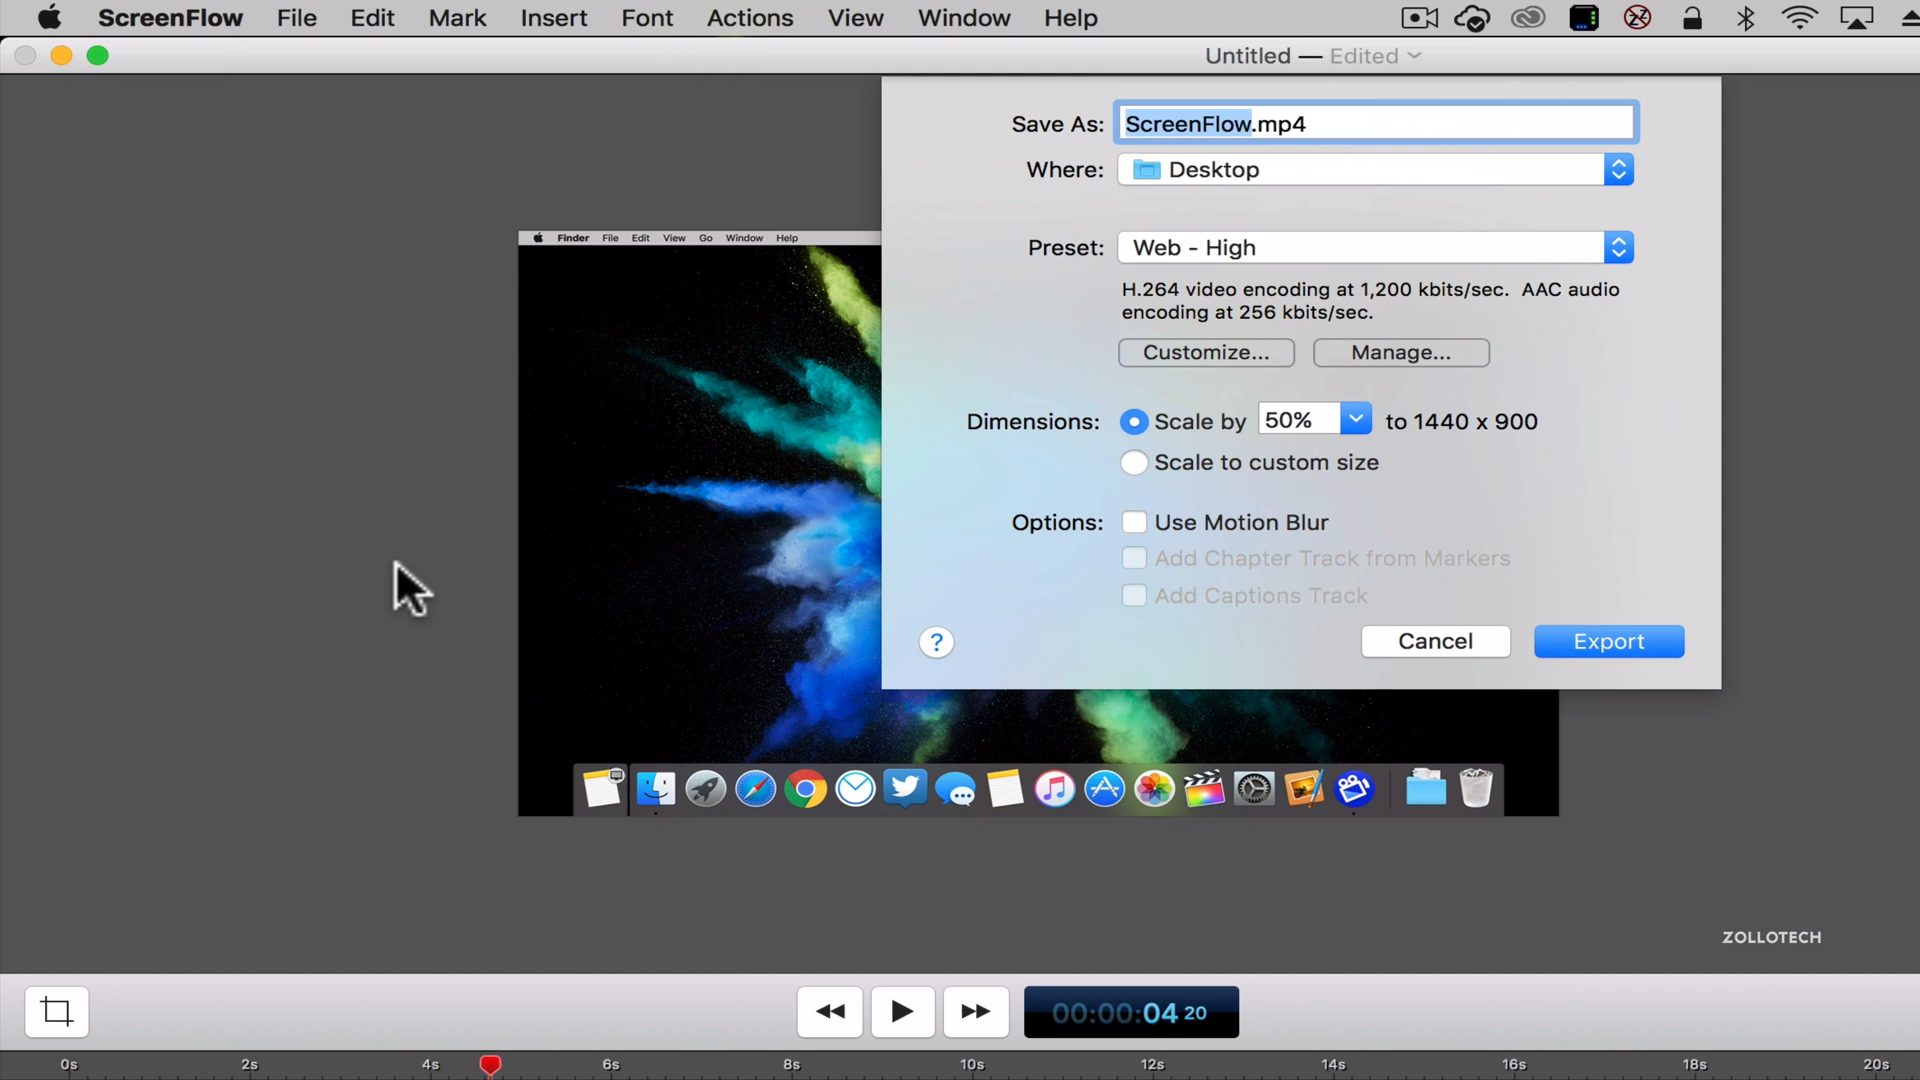 ScreenFlow File Edit Mark Insert Font Actions View Window Help
Untitled — Edited
Save As: ScreenFlow.mp4
Where: Desktop
Finder File Edit View Go Window Help
Preset: Web - High
H.264 video encoding at 1,200 kbits/sec. AAC audio
encoding at 256 kbits/sec.
Customize... Manage...
Dimensions: Scale by 50% to 1440 x 900
Scale to custom size
Options: Use Motion Blur
Add Chapter Track from Markers
Add Captions Track
? Cancel Export
ZOLLOTECH
00:00:04 20
0s 2s 4s 6s 8s 10s 12s 14s 16s 18s 20s